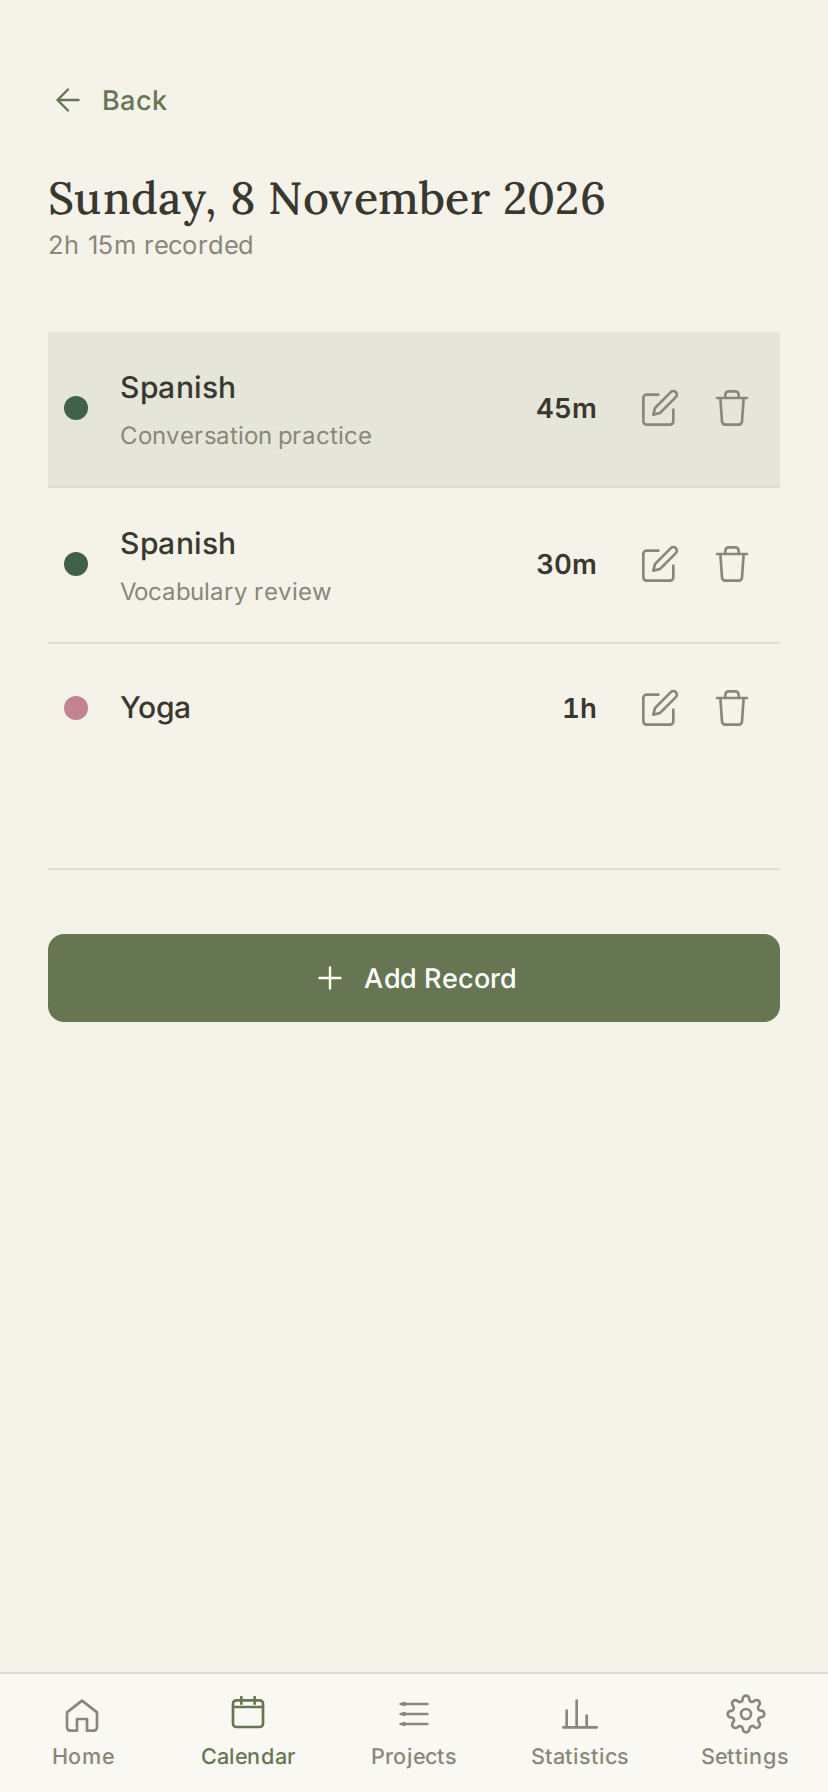 Back
Sunday, 8 November 2026
2h 15m recorded
Spanish
Conversation practice
45m
Spanish
Vocabulary review
30m
Yoga
1h
Add Record
Home
Calendar
Projects
Statistics
Settings